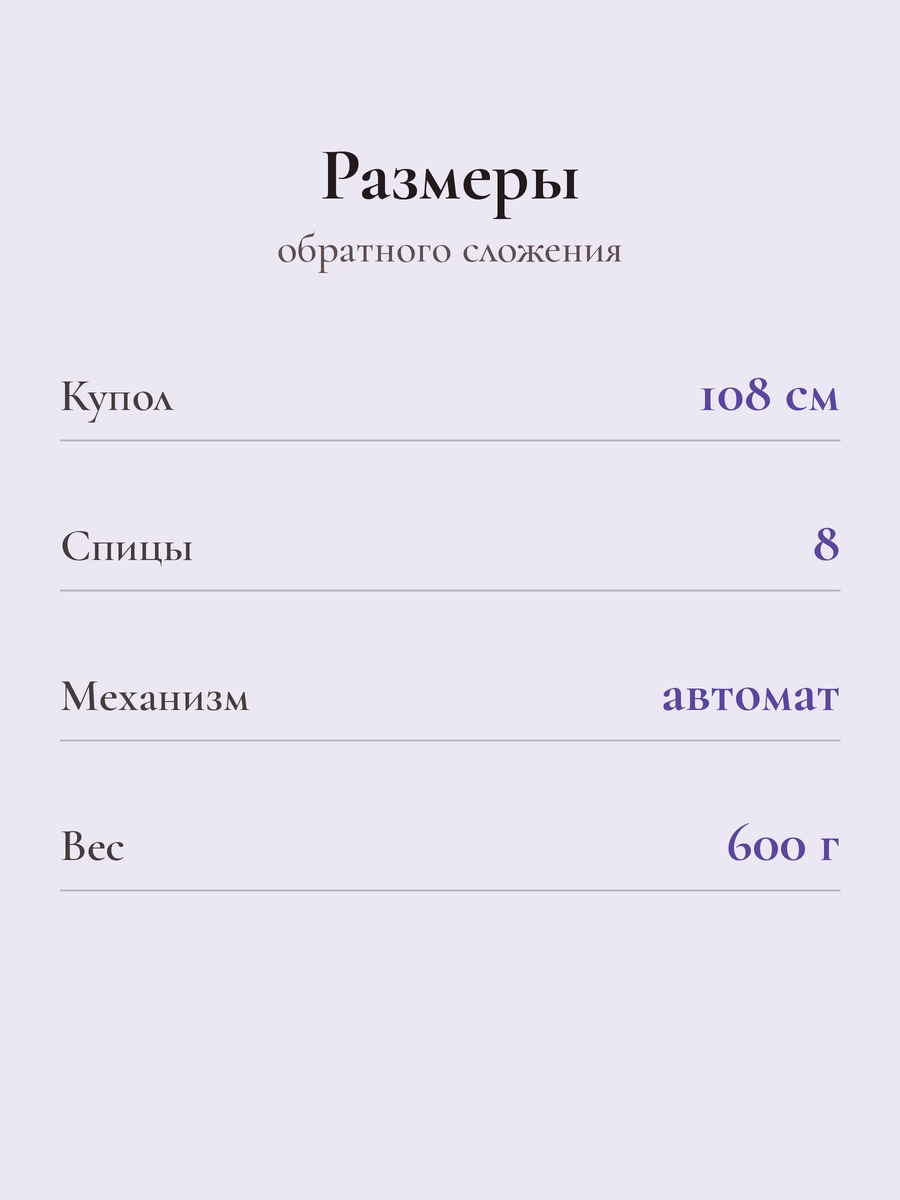 Размеры
обратного сложения
Купол 108 см
Спицы 8
Механизм автомат
Вес 600 г